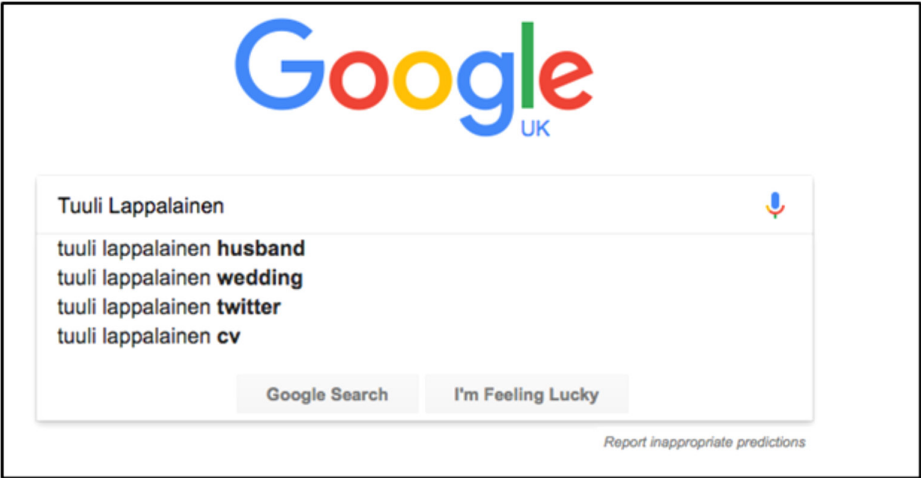 Google
UK
Tuuli Lappalainen
tuuli lappalainen husband
tuuli lappalainen wedding
tuuli lappalainen twitter
tuuli lappalainen cv
Google Search I'm Feeling Lucky
Report inappropriate predictions